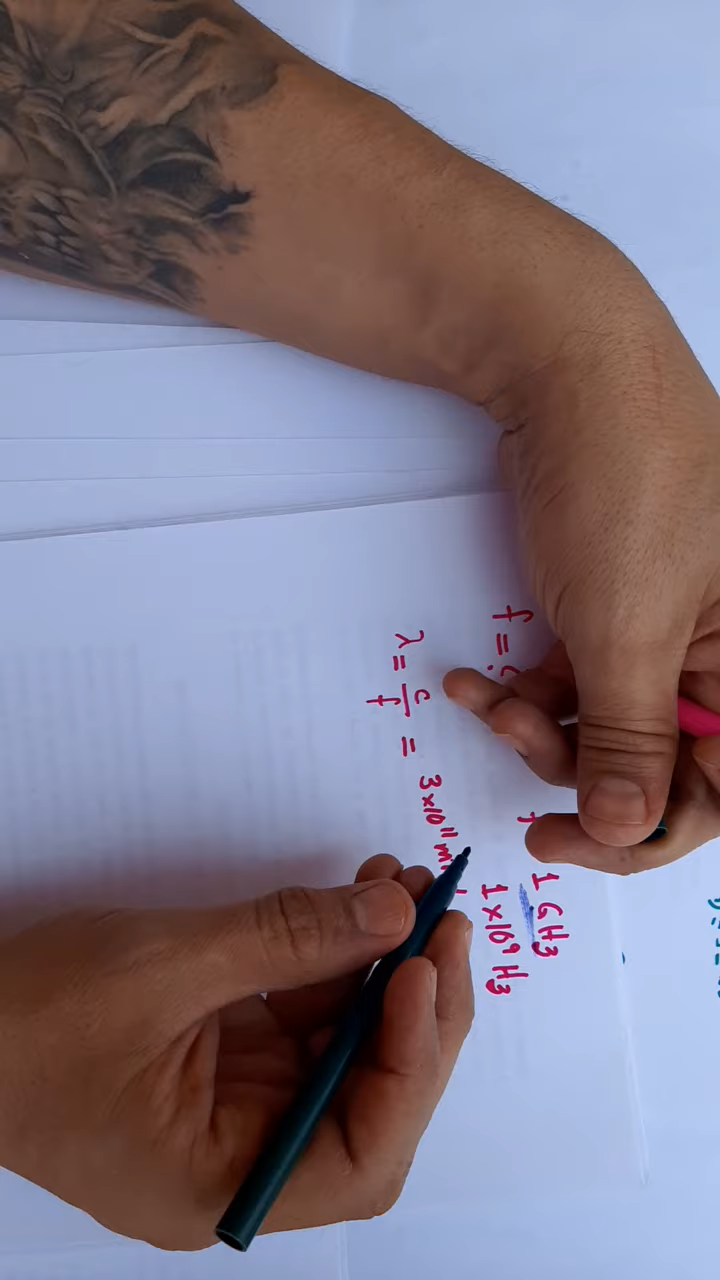 f =
1 GHz
1×10⁹ Hz
λ = c/f = 3×10¹¹ m